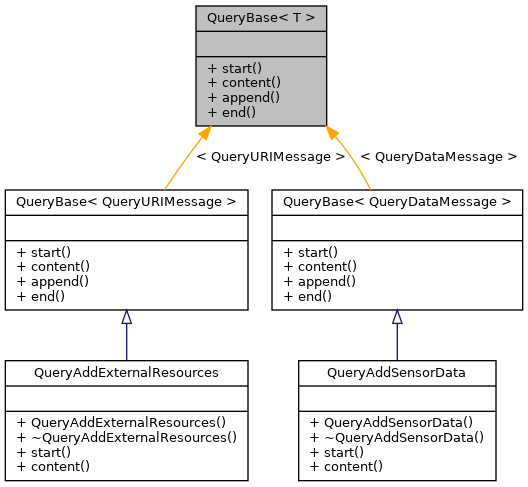 QueryBase< T >
+ start()
+ content()
+ append()
+ end()
< QueryURIMessage >
< QueryDataMessage >
QueryBase< QueryURIMessage >
+ start()
+ content()
+ append()
+ end()
QueryBase< QueryDataMessage >
+ start()
+ content()
+ append()
+ end()
QueryAddExternalResources
+ QueryAddExternalResources()
+ ~QueryAddExternalResources()
+ start()
+ content()
QueryAddSensorData
+ QueryAddSensorData()
+ ~QueryAddSensorData()
+ start()
+ content()